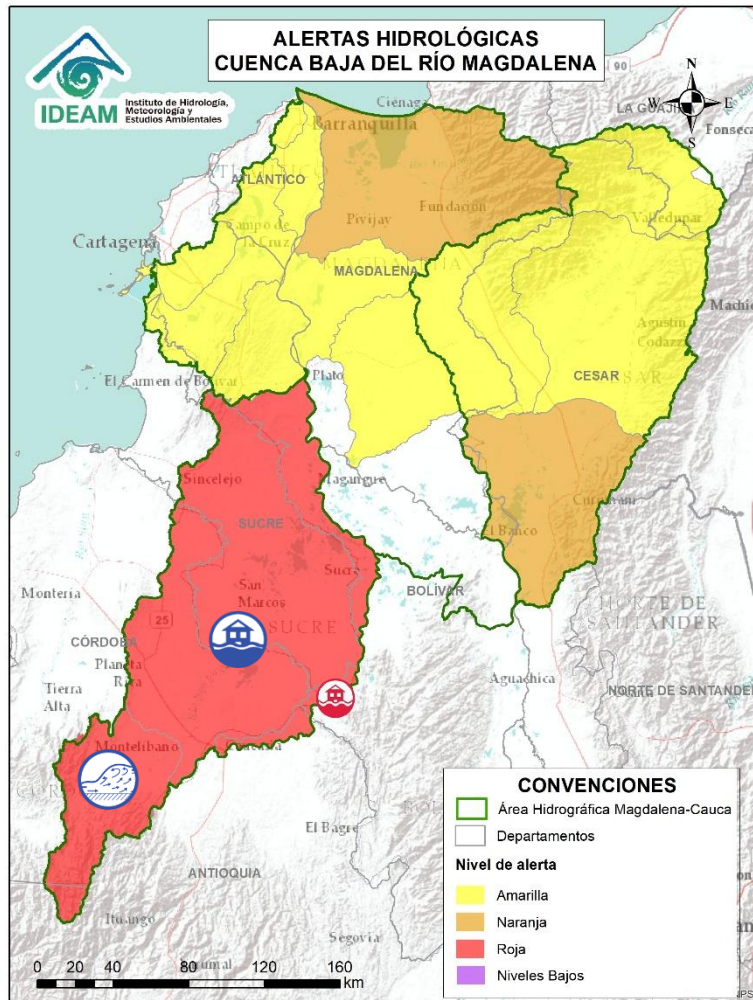 ALERTAS HIDROLÓGICAS
CUENCA BAJA DEL RÍO MAGDALENA
IDEAM
Instituto de Hidrología,
Meteorología y
Estudios Ambientales
N
W
E
S
90
Ciénaga
LA GUAJI
Barranquilla
Fonseca
ATLÁNTICO
Pivijay
Fundación
Valledupar
Campo de
la Cruz
Cartagena
MAGDALENA
Agustín
Codazzi
El Carmen de Bolívar
Plato
CESAR
Sincelejo
Magangué
SUCRE
El Banco
Sucre
Montería
San
Marcos
BOLÍVAR
NORTE DE
SANTANDER
25
SUCRE
CÓRDOBA
Planeta
Rica
Aguachica
Tierra
Alta
NORTE DE SANTANDER
Montelíbano
El Bagre
ANTIOQUIA
Ituango
Segovia
CONVENCIONES
Área Hidrográfica Magdalena-Cauca
Departamentos
Nivel de alerta
Amarilla
Naranja
Roja
Niveles Bajos
0 20 40 80 120 160
km